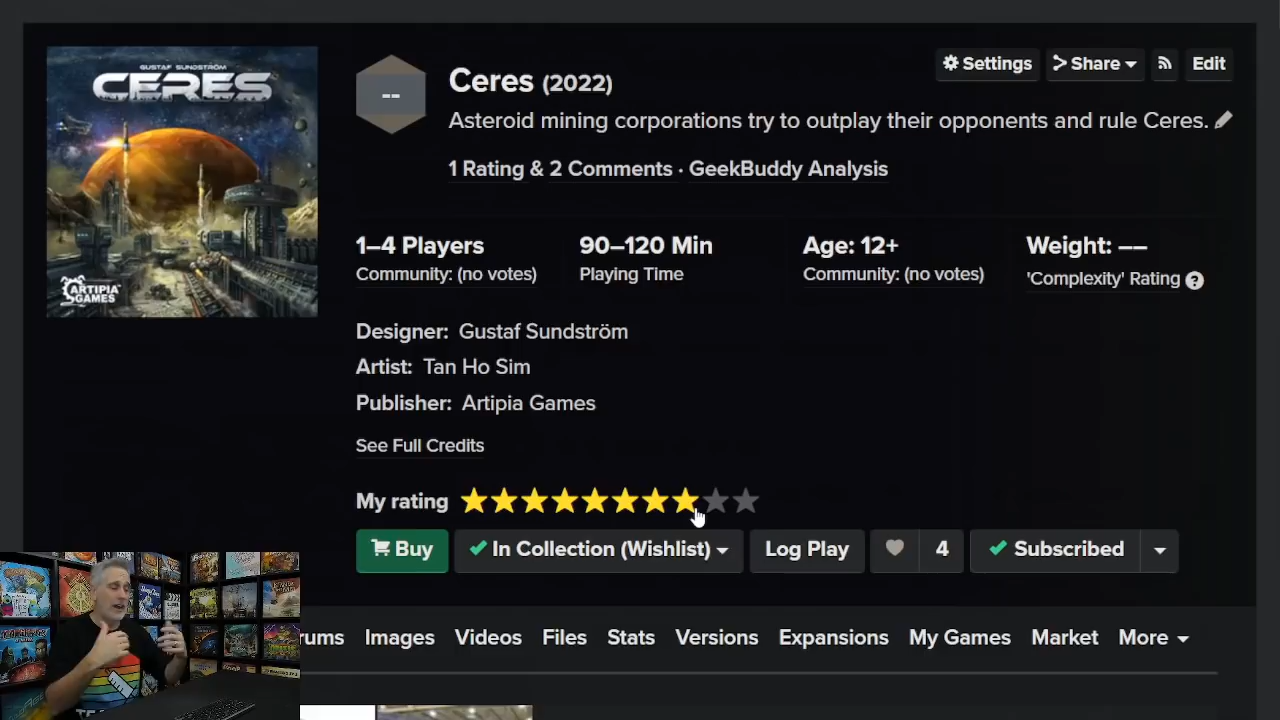 GUSTAF SUNDSTRÖM
CERES
ARTIPIA
GAMES
--
Ceres (2022)
Settings
Share
Edit
Asteroid mining corporations try to outplay their opponents and rule Ceres.
1 Rating & 2 Comments · GeekBuddy Analysis
1–4 Players
90–120 Min
Age: 12+
Weight: ––
Community: (no votes)
Playing Time
Community: (no votes)
'Complexity' Rating ?
Designer: Gustaf Sundström
Artist: Tan Ho Sim
Publisher: Artipia Games
See Full Credits
My rating
Buy
In Collection (Wishlist)
Log Play
4
Subscribed
rums
Images
Videos
Files
Stats
Versions
Expansions
My Games
Market
More